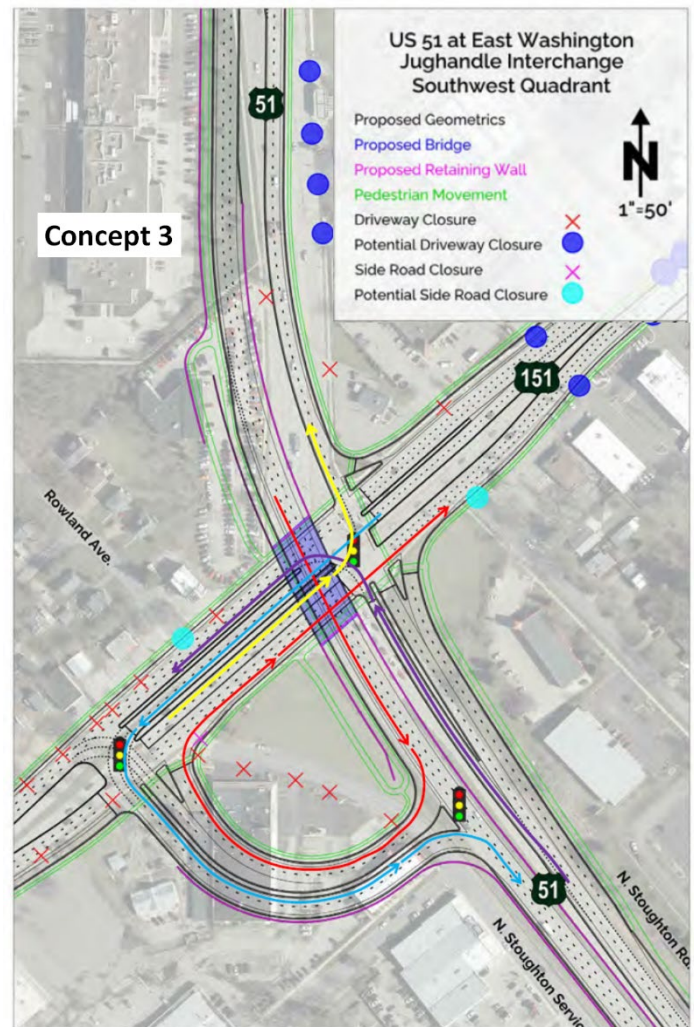 US 51 at East Washington
Jughandle Interchange
Southwest Quadrant
Proposed Geometrics
Proposed Bridge
Proposed Retaining Wall
Pedestrian Movement
Driveway Closure
Potential Driveway Closure
Side Road Closure
Potential Side Road Closure
N
1"=50'
51
Concept 3
151
Rowland Ave.
51
N. Stoughton Rd
N. Stoughton Servic